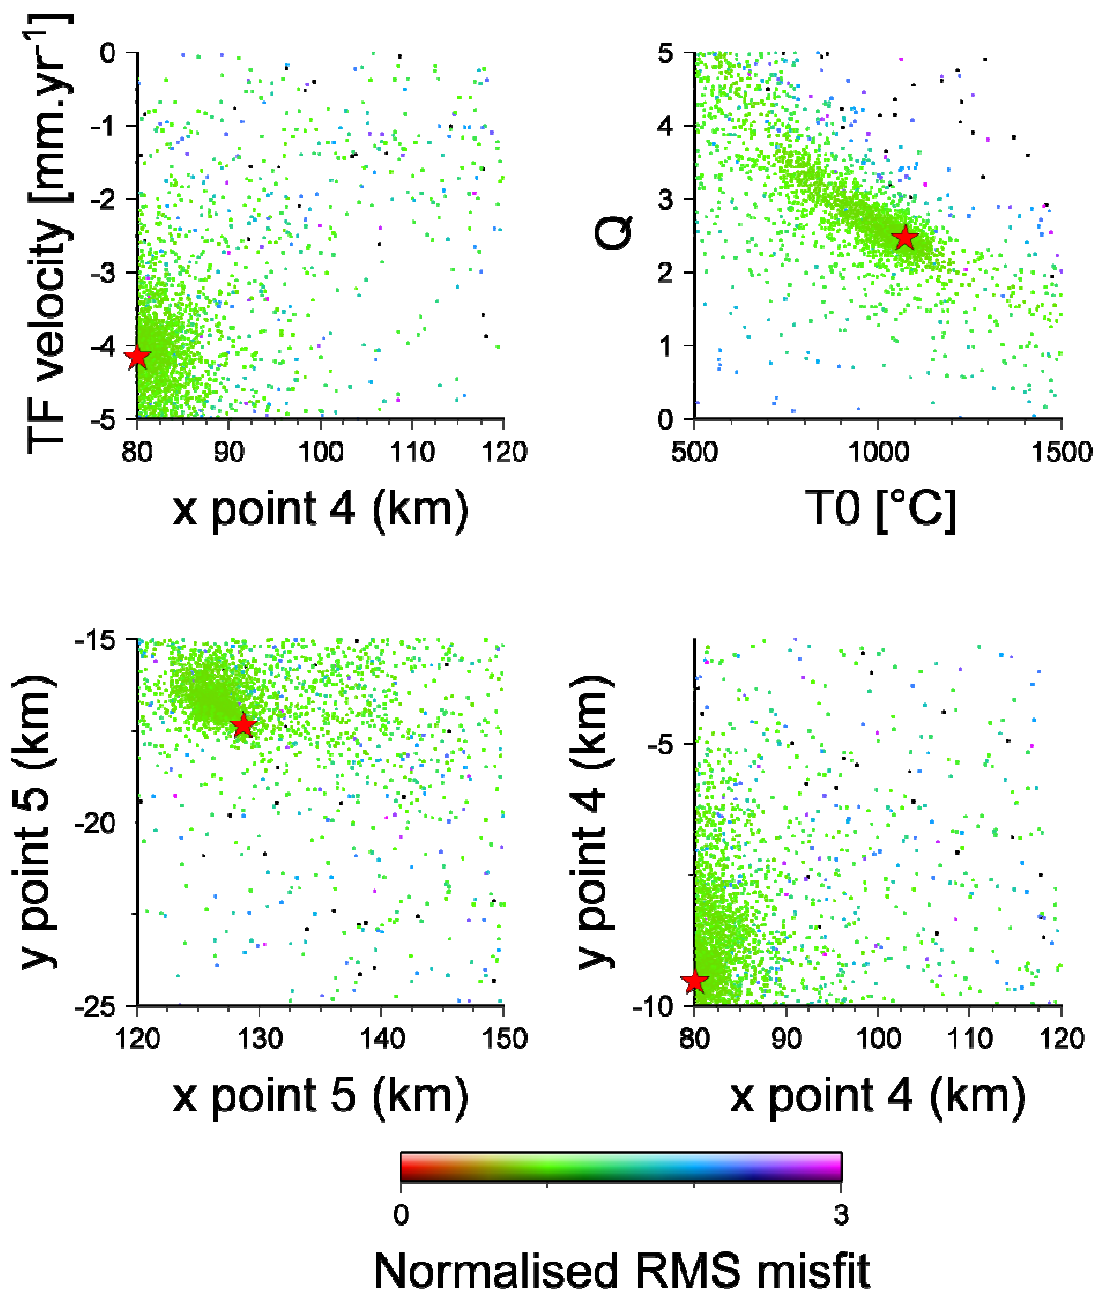 TF velocity [mm.yr⁻¹]
0
-1
-2
-3
-4
-5
80 90 100 110 120
x point 4 (km)
Q
5
4
3
2
1
0
500 1000 1500
T0 [°C]
y point 5 (km)
-15
-20
-25
120 130 140 150
x point 5 (km)
y point 4 (km)
-5
-10
80 90 100 110 120
x point 4 (km)
0 3
Normalised RMS misfit